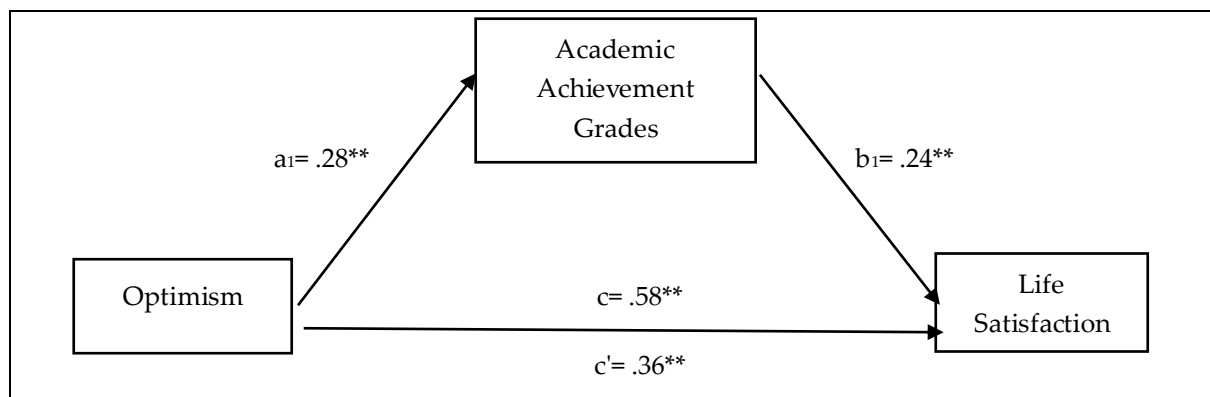 Academic
Achievement
Grades
a₁= .28**
b₁= .24**
Optimism
c= .58**
Life
Satisfaction
c'= .36**